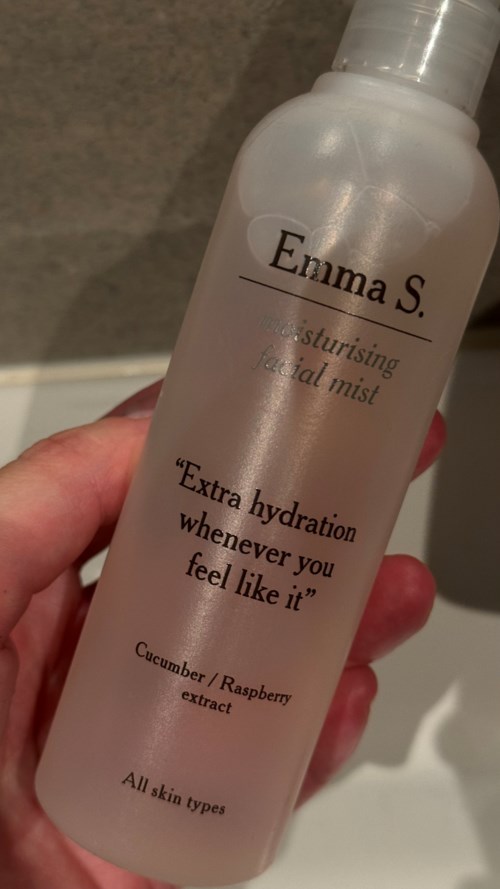 Emma S.
moisturising
facial mist
“Extra hydration
whenever you
feel like it”
Cucumber / Raspberry
extract
All skin types